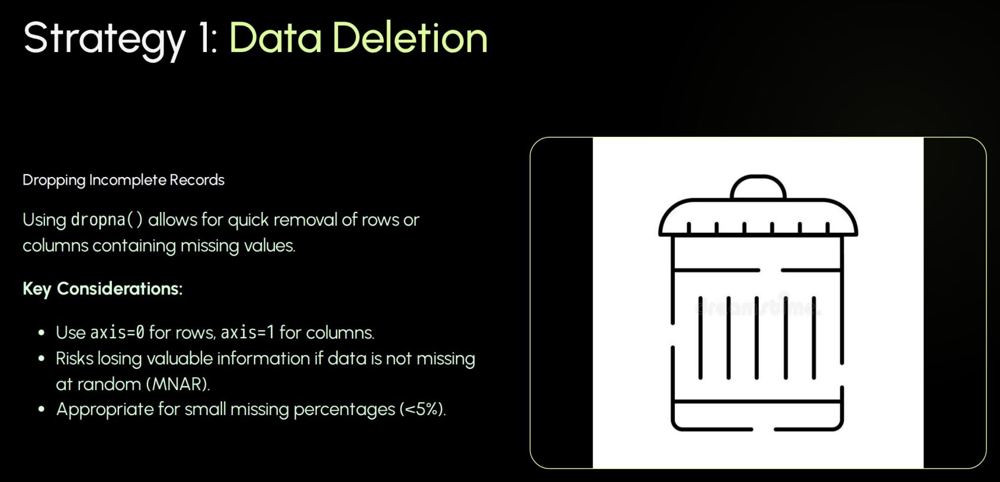 Strategy 1: Data Deletion
Dropping Incomplete Records
Using dropna() allows for quick removal of rows or
columns containing missing values.
Key Considerations:
• Use axis=0 for rows, axis=1 for columns.
• Risks losing valuable information if data is not missing
at random (MNAR).
• Appropriate for small missing percentages (<5%).
dreamstime.